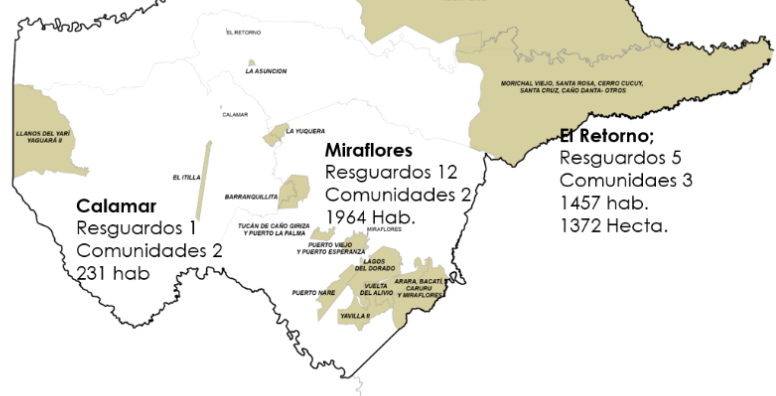 EL RETORNO
LA ASUNCION
MORICHAL VIEJO, SANTA ROSA, CERRO CUCUY,
SANTA CRUZ, CAÑO DANTA- OTROS
CALAMAR
LLANOS DEL YARÍ
YAGUARÁ II
LA YUQUERA
El Retorno;
Resguardos 5
Comunidaes 3
1457 hab.
1372 Hecta.
Miraflores
Resguardos 12
Comunidades 2
1964 Hab.
EL ITILLA
BARRANQUILLITA
Calamar
Resguardos 1
Comunidades 2
231 hab
TUCÁN DE CAÑO GIRIZA
Y PUERTO LA PALMA
MIRAFLORES
PUERTO VIEJO
Y PUERTO ESPERANZA
LAGOS
DEL DORADO
PUERTO NARE
VUELTA
DEL ALIVIO
ARARA, BACATÍ,
CARURU
Y MIRAFLORES
YAVILLA II